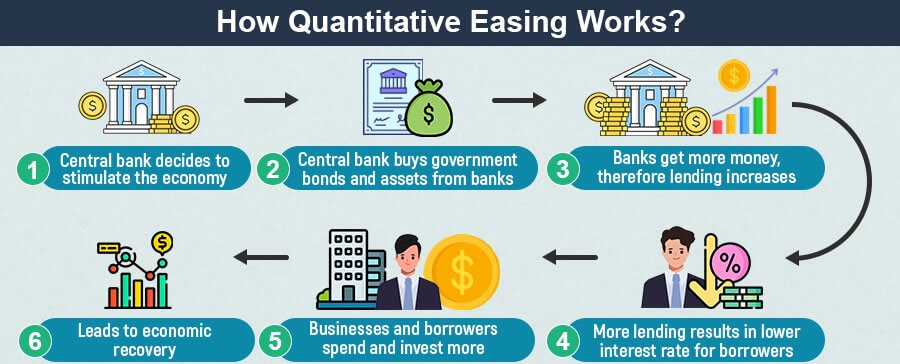 How Quantitative Easing Works?
1
Central bank decides to
stimulate the economy
2
Central bank buys government
bonds and assets from banks
3
Banks get more money,
therefore lending increases
4
More lending results in lower
interest rate for borrowers
5
Businesses and borrowers
spend and invest more
6
Leads to economic
recovery